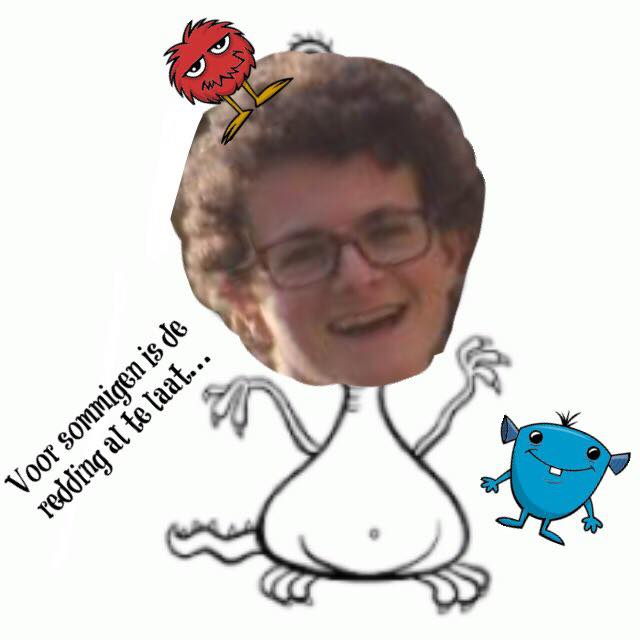 Voor sommigen is de
redding al te laat...